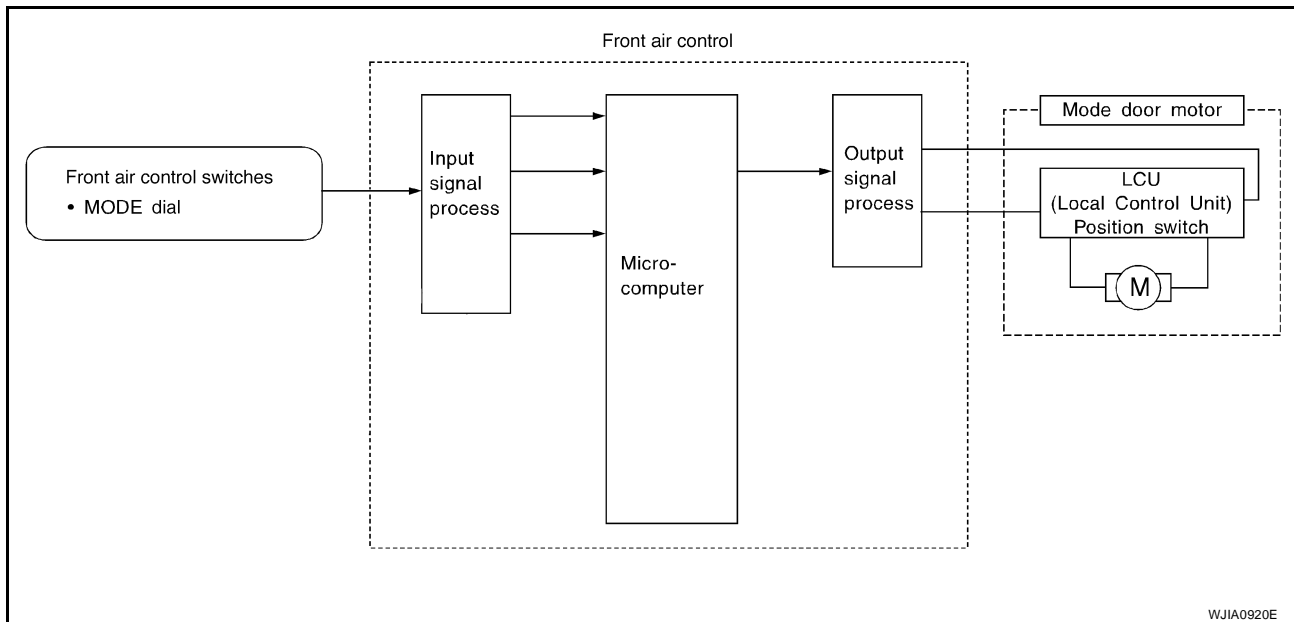 Front air control
Front air control switches
• MODE dial
Input
signal
process
Micro-
computer
Output
signal
process
Mode door motor
LCU
(Local Control Unit)
Position switch
M
WJIA0920E